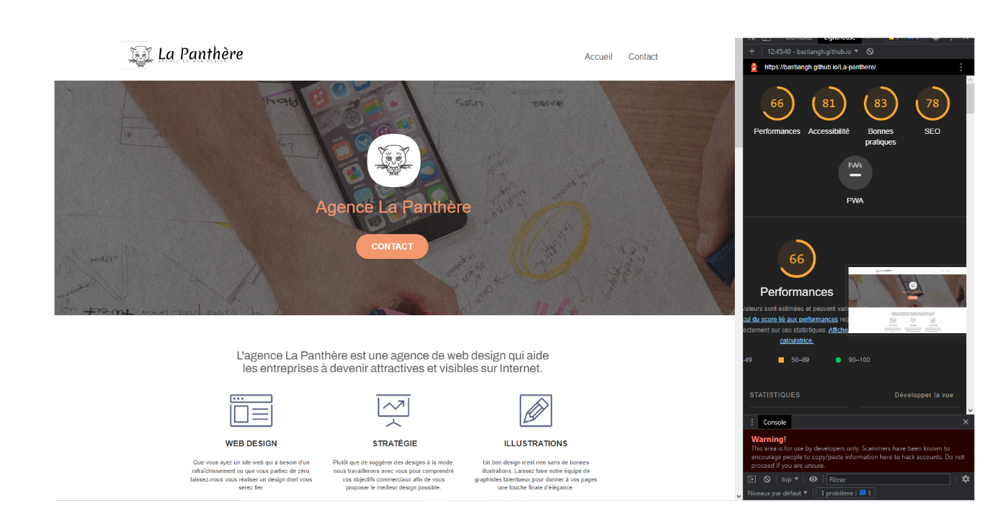 La Panthère
AGENCE DE WEB DESIGN
Accueil
Contact
Agence La Panthère
CONTACT
L'agence La Panthère est une agence de web design qui aide
les entreprises à devenir attractives et visibles sur Internet.
WEB DESIGN
Que vous ayez un site web qui a besoin d'un
rafraîchissement ou que vous partiez de zéro,
laissez-nous vous réaliser un design dont vous
serez fier.
STRATÉGIE
Plutôt que de suggérer des designs à la mode,
nous travaillerons avec vous pour comprendre
vos objectifs commerciaux afin de vous
proposer le meilleur design possible.
ILLUSTRATIONS
Un bon design n'est rien sans de bonnes
illustrations. Laissez faire notre équipe de
graphistes talentueux pour donner à vos pages
une touche finale d'élégance.
Lighthouse
12:45:40 - bastiangh.github.io
https://bastiangh.github.io/La-panthere/
66
Performances
81
Accessibilité
83
Bonnes
pratiques
78
SEO
PWA
PWA
66
Performances
valeurs sont estimées et peuvent vari
cul du score lié aux performances rep
ectement sur ces statistiques. Affiche
calculatrice.
-49
50–89
90–100
STATISTIQUES
Développer la vue
Console
Warning!
This area is for use by developers only. Scammers have been known to
encourage people to copy/paste information here to hack accounts. Do not
proceed if you are unsure.
top
Filtrer
Niveaux par défaut
1 problème : 1